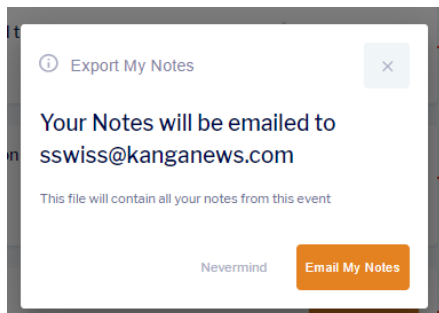 Export My Notes
Your Notes will be emailed to
sswiss@kanganews.com
This file will contain all your notes from this event
Nevermind
Email My Notes